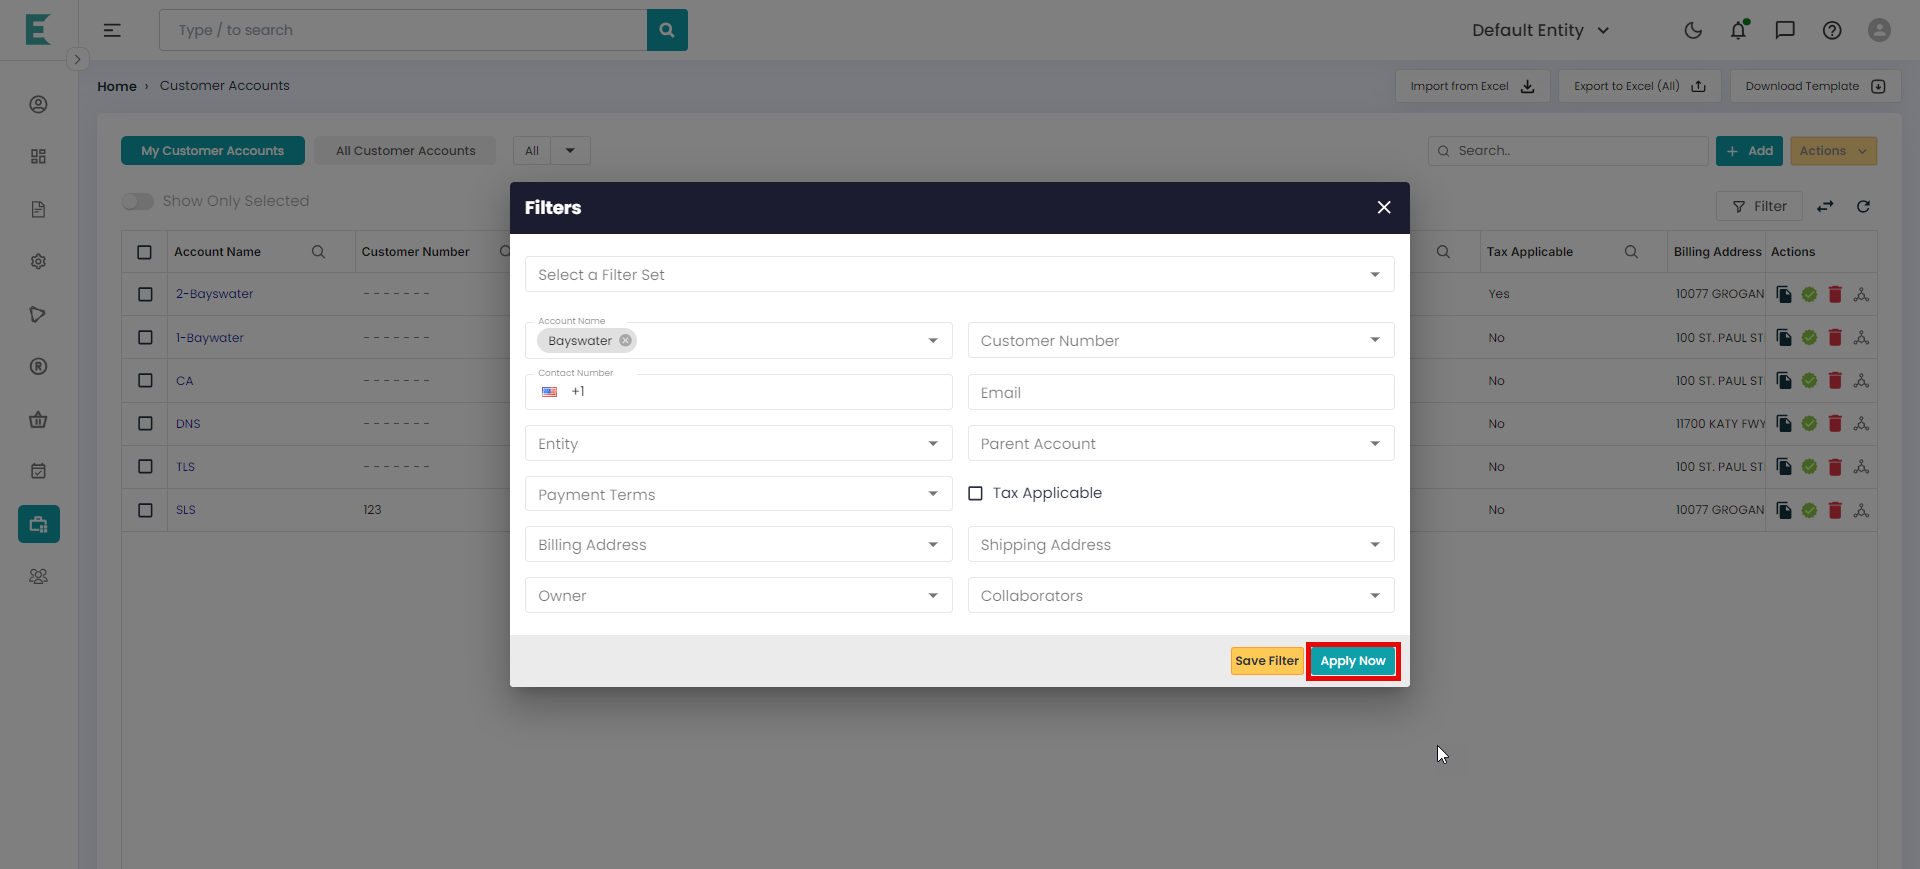 Type / to search
Default Entity
Home › Customer Accounts
Import from Excel
Export to Excel (All)
Download Template
My Customer Accounts
All Customer Accounts
All
Search..
+ Add
Actions
Show Only Selected
Filter
Filters
Account Name
Customer Number
Tax Applicable
Billing Address
Actions
Select a Filter Set
2-Bayswater
- - - - - - -
Yes
10077 GROGAN
Account Name
Bayswater
Customer Number
1-Baywater
No
100 ST. PAUL ST
Contact Number
+1
Email
CA
- - - - - - -
No
100 ST. PAUL ST
DNS
- - - - - - -
No
11700 KATY FWY
Entity
Parent Account
TLS
- - - - - - -
No
100 ST. PAUL ST
Payment Terms
Tax Applicable
SLS
123
No
10077 GROGAN
Billing Address
Shipping Address
Owner
Collaborators
Save Filter
Apply Now